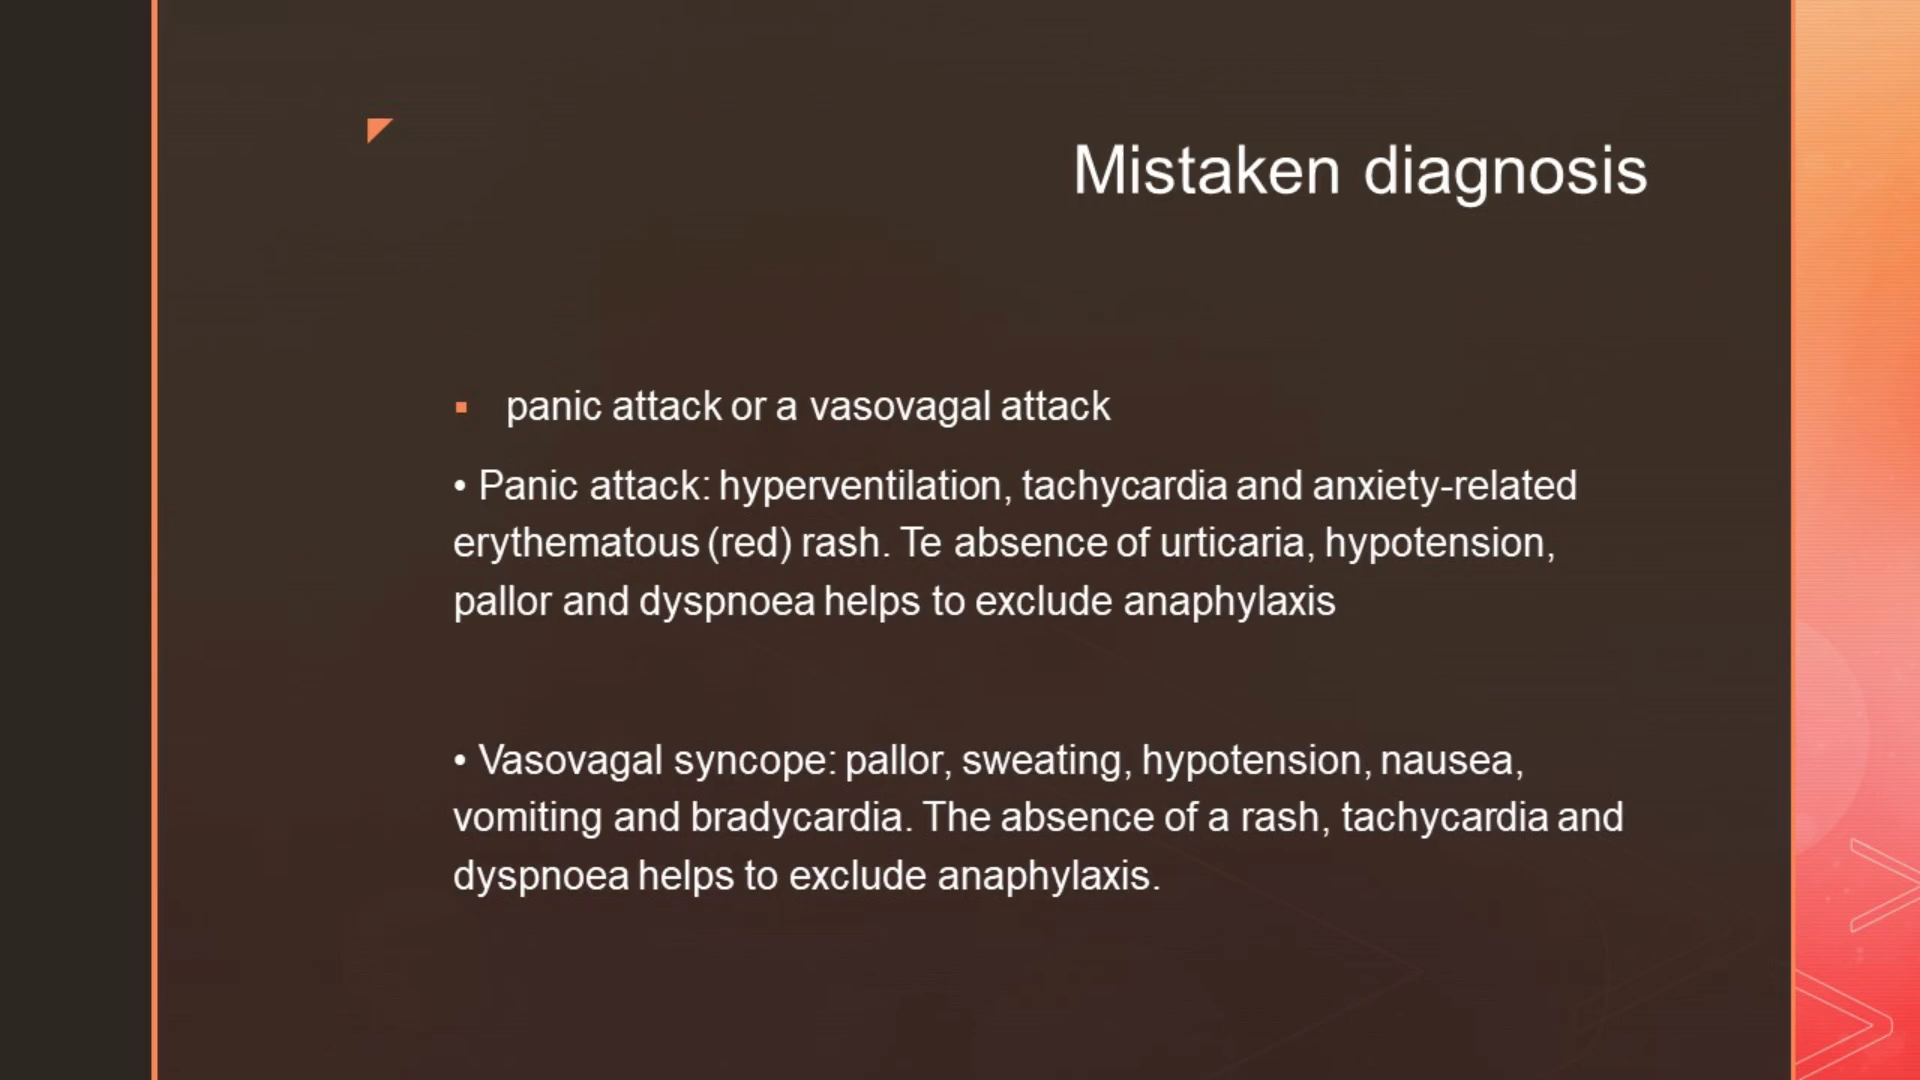 Mistaken diagnosis
▪ panic attack or a vasovagal attack
• Panic attack: hyperventilation, tachycardia and anxiety-related
erythematous (red) rash. Te absence of urticaria, hypotension,
pallor and dyspnoea helps to exclude anaphylaxis
• Vasovagal syncope: pallor, sweating, hypotension, nausea,
vomiting and bradycardia. The absence of a rash, tachycardia and
dyspnoea helps to exclude anaphylaxis.